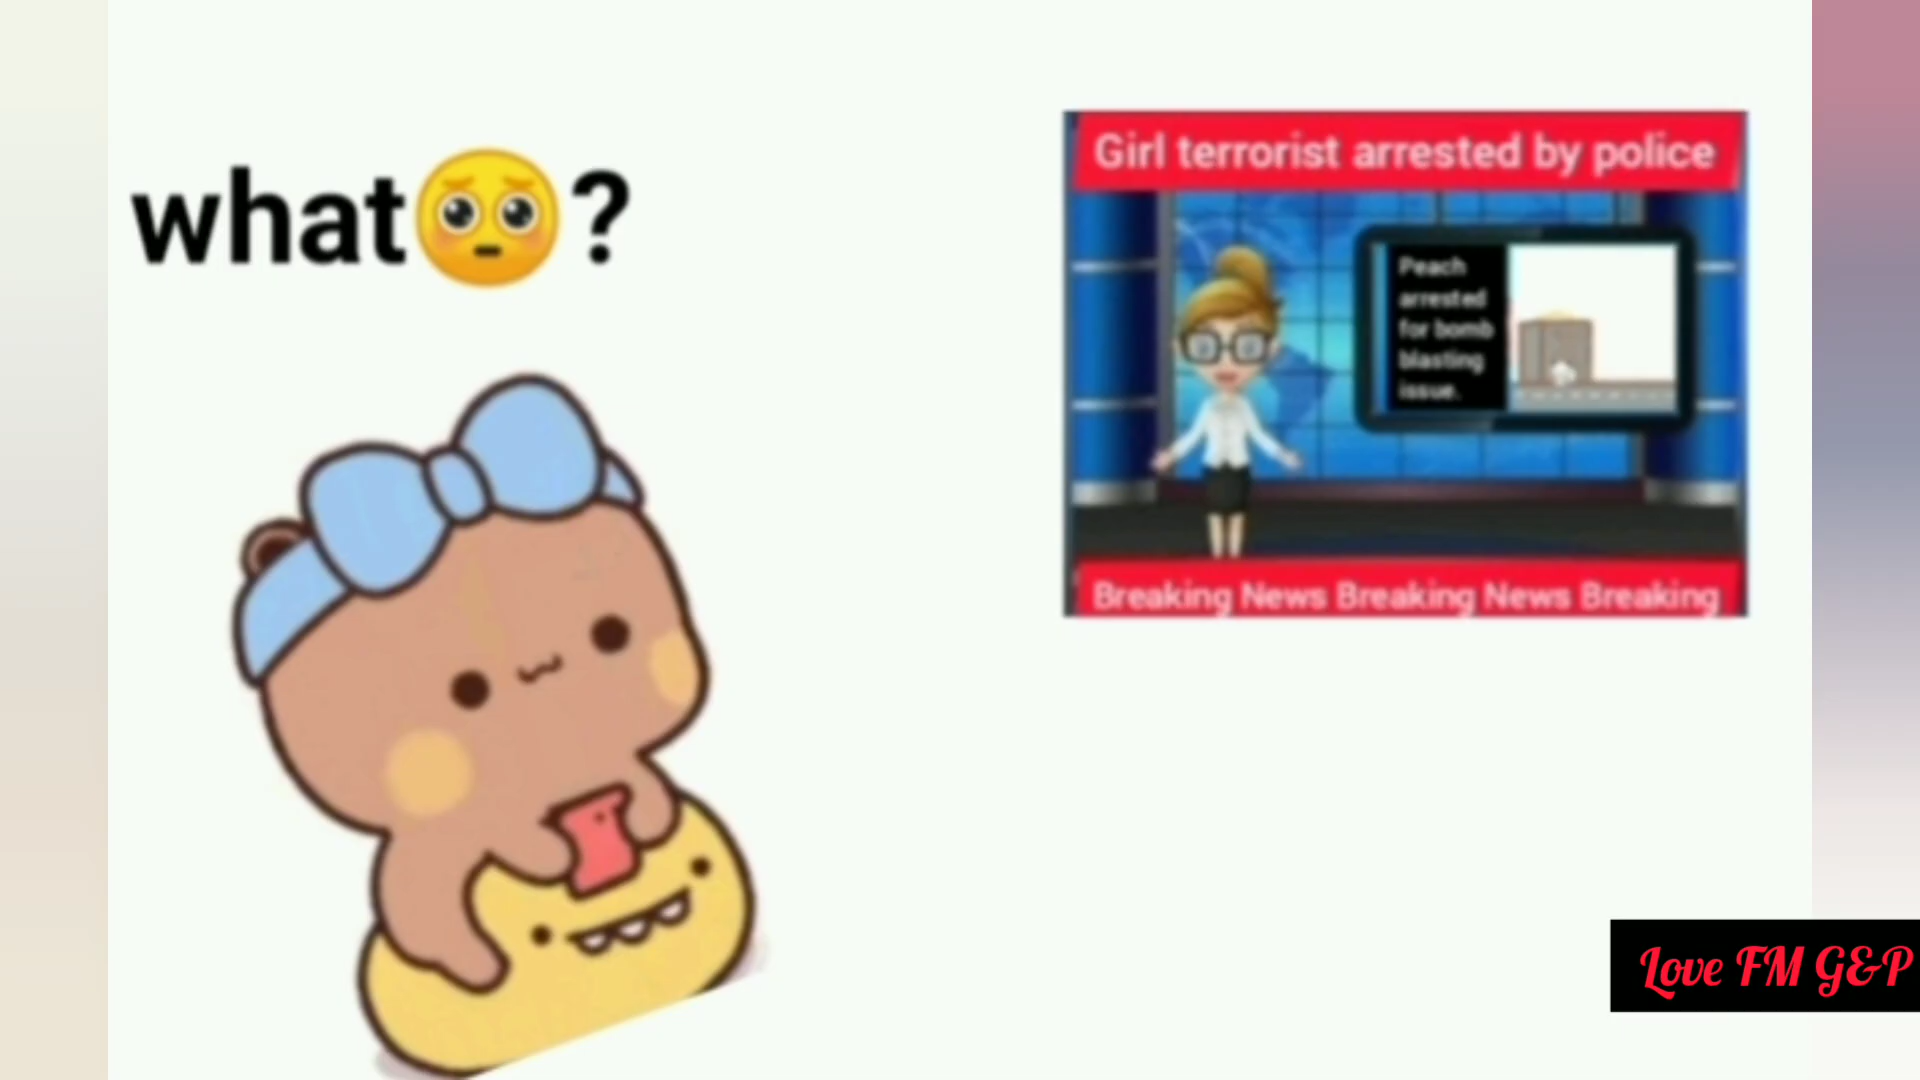 what🥺?
Girl terrorist arrested by police
Peach
arrested
for bomb
blasting
issue.
Breaking News Breaking News Breaking
Love FM G&P